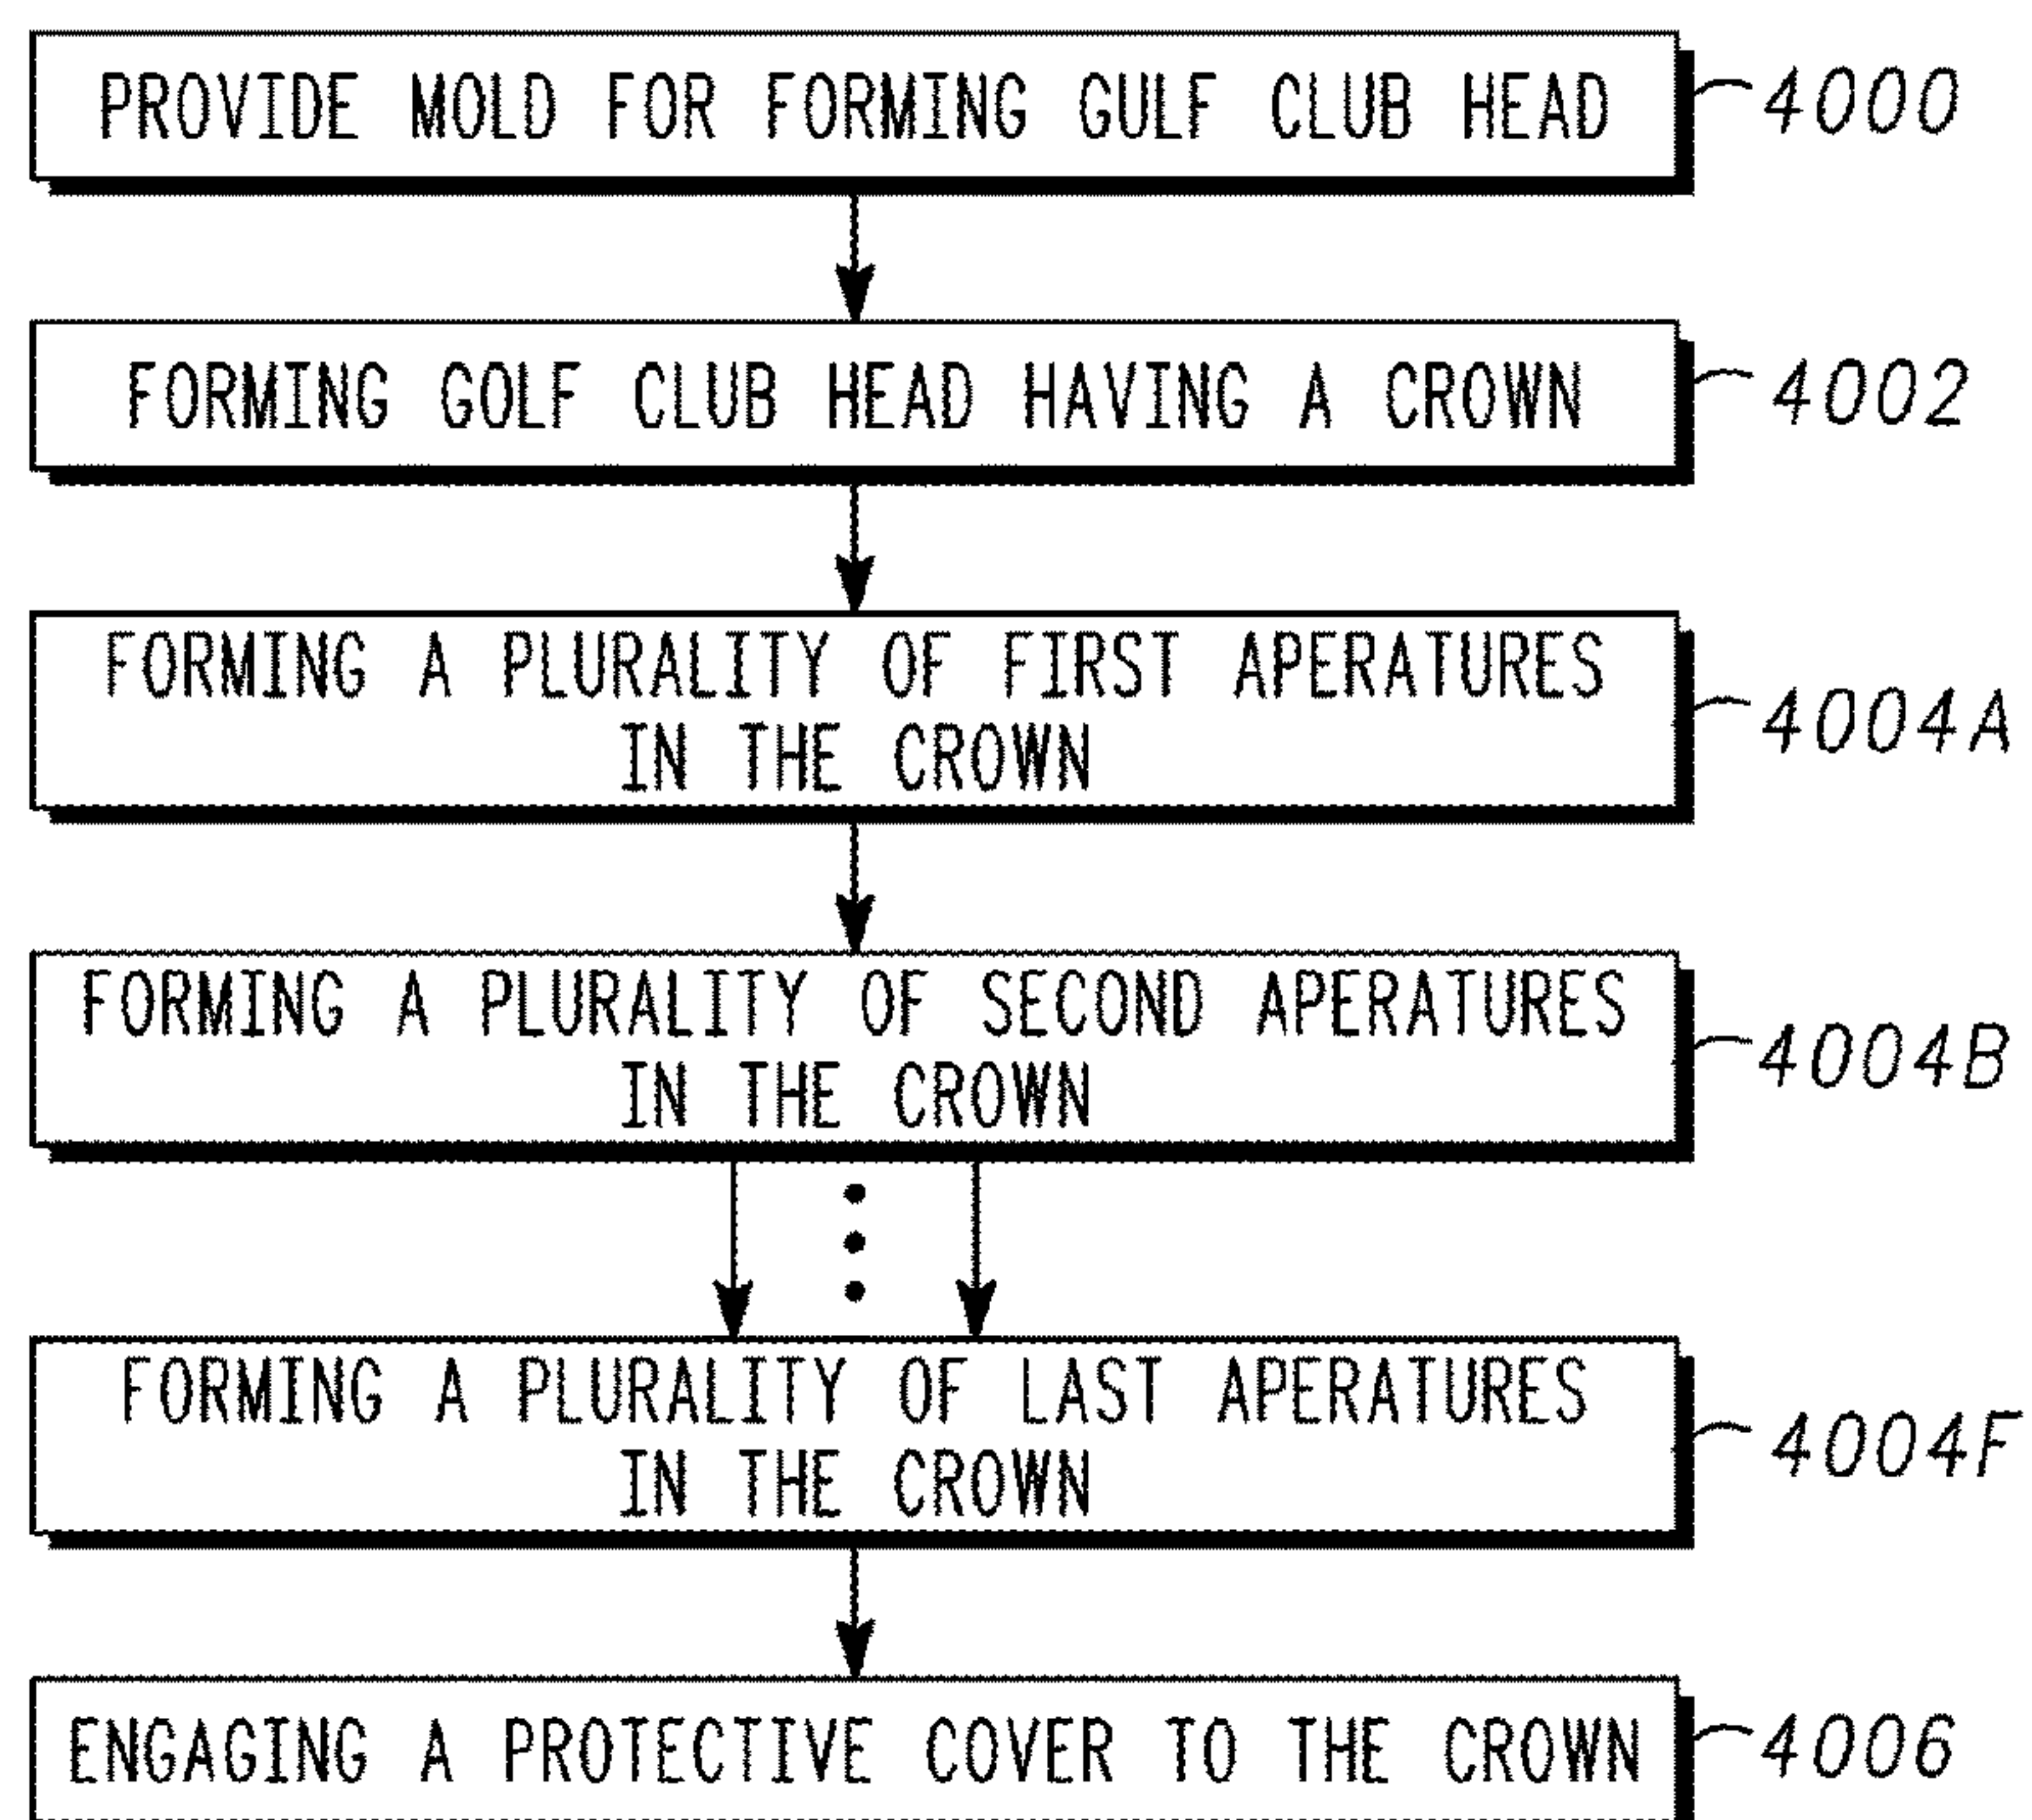 PROVIDE MOLD FOR FORMING GULF CLUB HEAD
4000
FORMING GOLF CLUB HEAD HAVING A CROWN
4002
FORMING A PLURALITY OF FIRST APERATURES
IN THE CROWN
4004A
FORMING A PLURALITY OF SECOND APERATURES
IN THE CROWN
4004B
FORMING A PLURALITY OF LAST APERATURES
IN THE CROWN
4004F
ENGAGING A PROTECTIVE COVER TO THE CROWN
4006